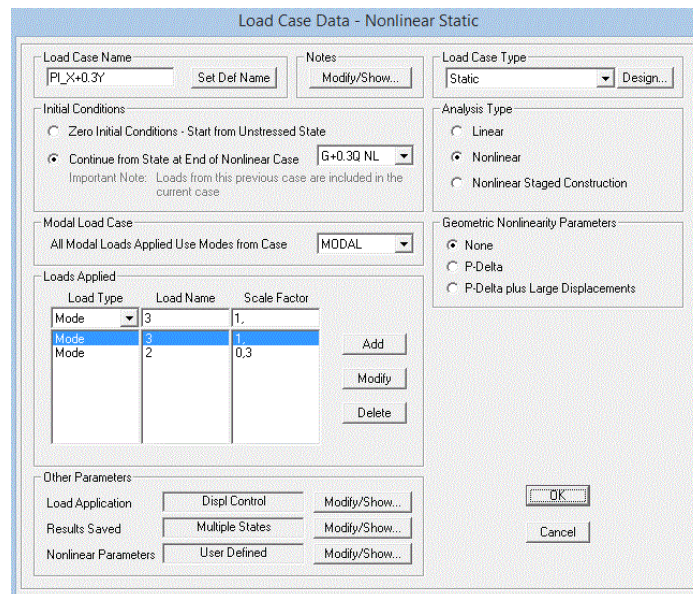 Load Case Data - Nonlinear Static
Load Case Name
PI_X+0.3Y
Set Def Name
Notes
Modify/Show...
Load Case Type
Static
Design...
Initial Conditions
Zero Initial Conditions - Start from Unstressed State
Continue from State at End of Nonlinear Case
G+0.3Q NL
Important Note: Loads from this previous case are included in the
current case
Analysis Type
Linear
Nonlinear
Nonlinear Staged Construction
Modal Load Case
All Modal Loads Applied Use Modes from Case
MODAL
Geometric Nonlinearity Parameters
None
P-Delta
P-Delta plus Large Displacements
Loads Applied
Load Type Load Name Scale Factor
Mode 3 1,
Mode 3 1,
Mode 2 0,3
Add
Modify
Delete
Other Parameters
Load Application Displ Control Modify/Show...
Results Saved Multiple States Modify/Show...
Nonlinear Parameters User Defined Modify/Show...
OK
Cancel